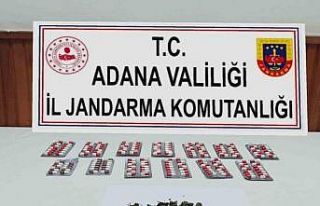 T.C.
ADANA VALİLİĞİ
İL JANDARMA KOMUTANLIĞI